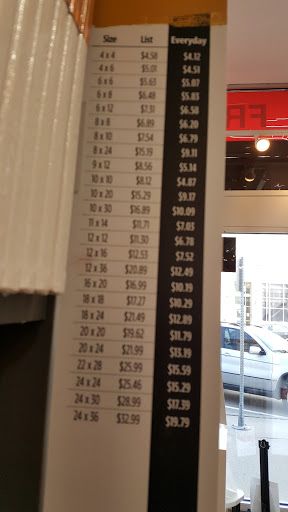 Size List Everyday
4 x 4 $4.58 $4.12
4 x 6 $5.01 $4.51
6 x 6 $5.63 $5.07
6 x 8 $6.48 $5.83
6 x 12 $7.31 $6.58
8 x 8 $6.89 $6.20
8 x 10 $7.54 $6.79
8 x 24 $15.19 $9.11
9 x 12 $8.56 $5.14
10 x 10 $8.12 $4.87
10 x 20 $15.29 $9.17
10 x 30 $16.89 $10.09
11 x 14 $11.71 $7.03
12 x 12 $11.30 $6.78
12 x 16 $12.53 $7.52
12 x 36 $20.89 $12.49
16 x 20 $16.99 $10.19
18 x 18 $17.27 $10.29
18 x 24 $21.49 $12.89
20 x 20 $19.62 $11.79
20 x 24 $21.99 $13.19
22 x 28 $25.99 $15.59
24 x 24 $25.46 $15.29
24 x 30 $28.99 $17.39
24 x 36 $32.99 $19.79